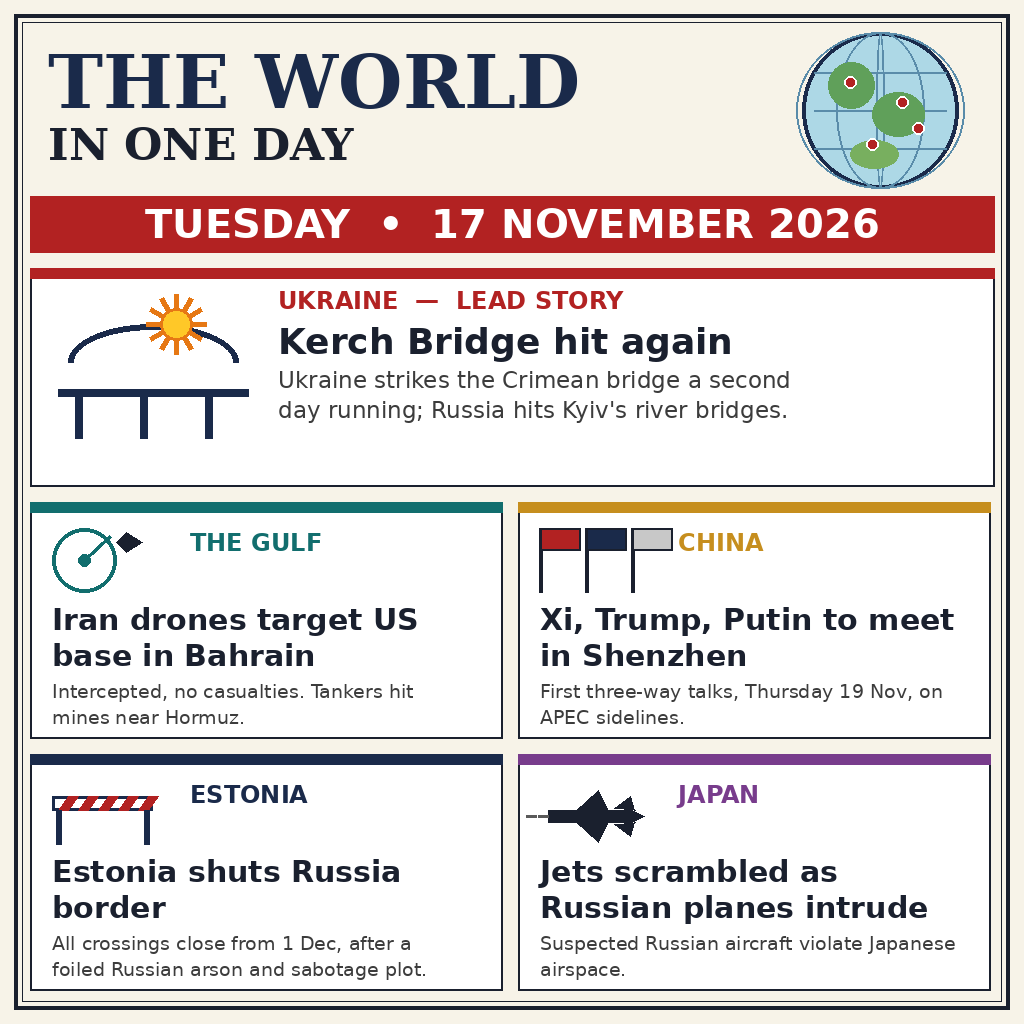 THE WORLD
IN ONE DAY
TUESDAY • 17 NOVEMBER 2026
UKRAINE — LEAD STORY
Kerch Bridge hit again
Ukraine strikes the Crimean bridge a second
day running; Russia hits Kyiv's river bridges.
THE GULF
Iran drones target US
base in Bahrain
Intercepted, no casualties. Tankers hit
mines near Hormuz.
CHINA
Xi, Trump, Putin to meet
in Shenzhen
First three-way talks, Thursday 19 Nov, on
APEC sidelines.
ESTONIA
Estonia shuts Russia
border
All crossings close from 1 Dec, after a
foiled Russian arson and sabotage plot.
JAPAN
Jets scrambled as
Russian planes intrude
Suspected Russian aircraft violate Japanese
airspace.